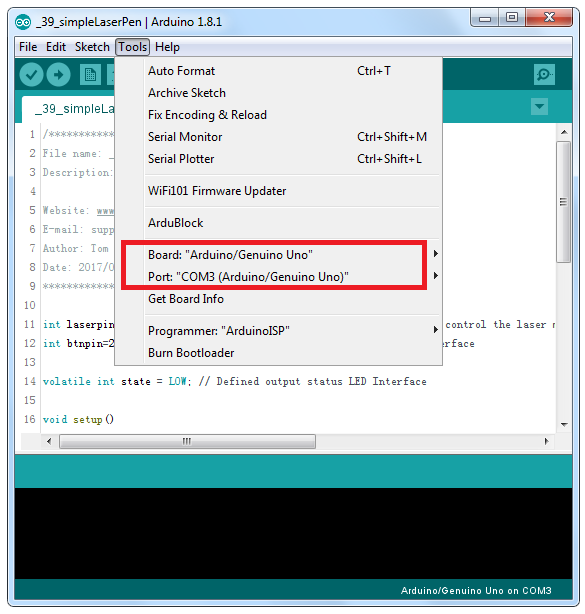 _39_simpleLaserPen | Arduino 1.8.1
File Edit Sketch Tools Help
Auto Format Ctrl+T
Archive Sketch
Fix Encoding & Reload
Serial Monitor Ctrl+Shift+M
Serial Plotter Ctrl+Shift+L
WiFi101 Firmware Updater
ArduBlock
Board: "Arduino/Genuino Uno"
Port: "COM3 (Arduino/Genuino Uno)"
Get Board Info
Programmer: "ArduinoISP"
Burn Bootloader
_39_simpleLa
1 /************
2 File name: _
3 Description:
4
5 Website: www
6 E-mail: supp
7 Author: Tom
8 Date: 2017/0
9 *************
10
11 int laserpin control the laser m
12 int btnpin=2 erface
13
14 volatile int state = LOW; // Defined output status LED Interface
15
16 void setup()
Arduino/Genuino Uno on COM3